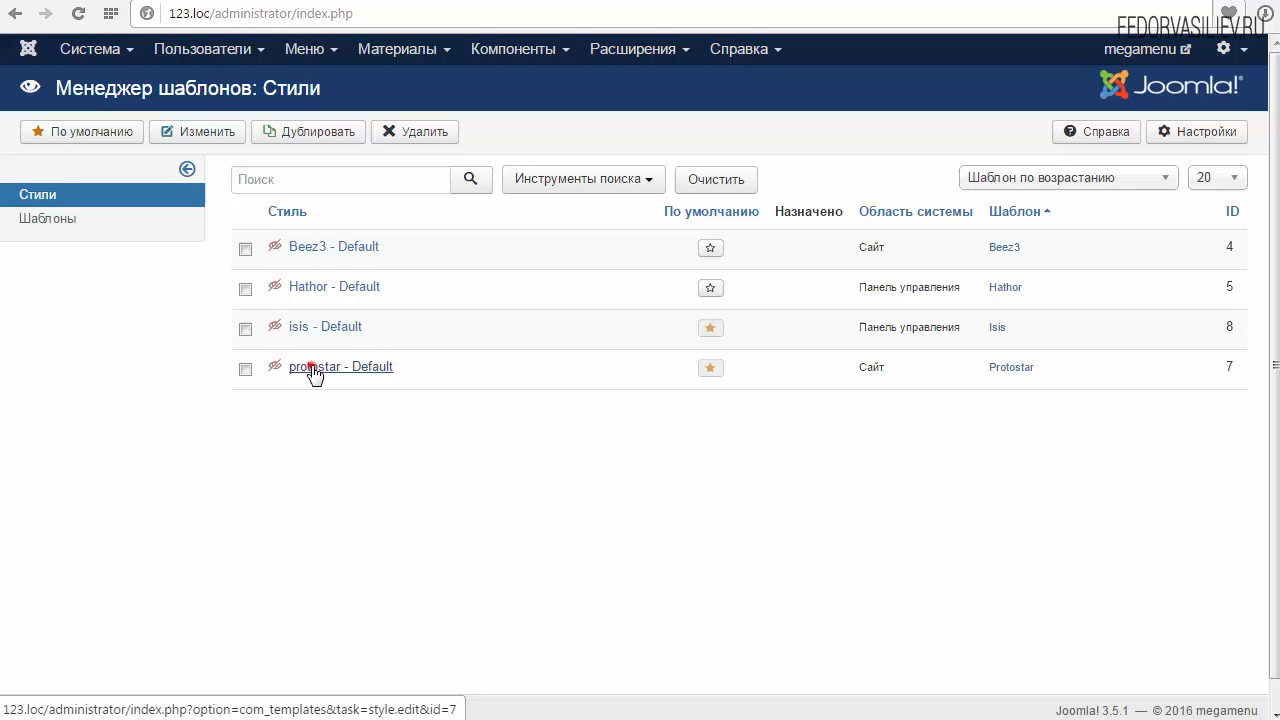 123.loc/administrator/index.php
FEDORVASILIEV.RU
Система Пользователи Меню Материалы Компоненты Расширения Справка megamenu
Менеджер шаблонов: Стили
Joomla!
По умолчанию Изменить Дублировать Удалить Справка Настройки
Поиск Инструменты поиска Очистить Шаблон по возрастанию 20
Стили
Шаблоны
Стиль По умолчанию Назначено Область системы Шаблон ID
Beez3 - Default Сайт Beez3 4
Hathor - Default Панель управления Hathor 5
isis - Default Панель управления Isis 8
protostar - Default Сайт Protostar 7
123.loc/administrator/index.php?option=com_templates&task=style.edit&id=7
Joomla! 3.5.1 — © 2016 megamenu